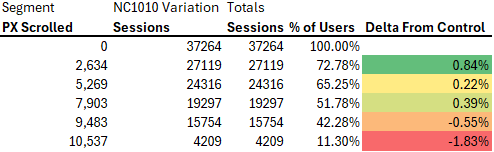 Segment NC1010 Variation Totals
PX Scrolled Sessions Sessions % of Users Delta From Control
0 37264 37264 100.00%
2,634 27119 27119 72.78% 0.84%
5,269 24316 24316 65.25% 0.22%
7,903 19297 19297 51.78% 0.39%
9,483 15754 15754 42.28% -0.55%
10,537 4209 4209 11.30% -1.83%